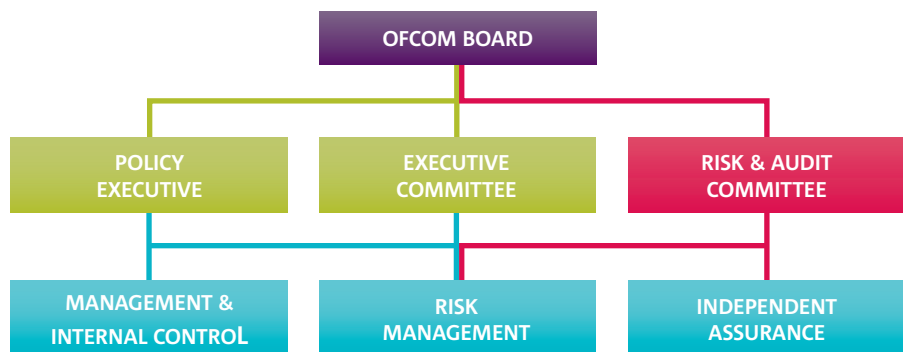 OFCOM BOARD
POLICY
EXECUTIVE
EXECUTIVE
COMMITTEE
RISK & AUDIT
COMMITTEE
MANAGEMENT &
INTERNAL CONTROL
RISK
MANAGEMENT
INDEPENDENT
ASSURANCE